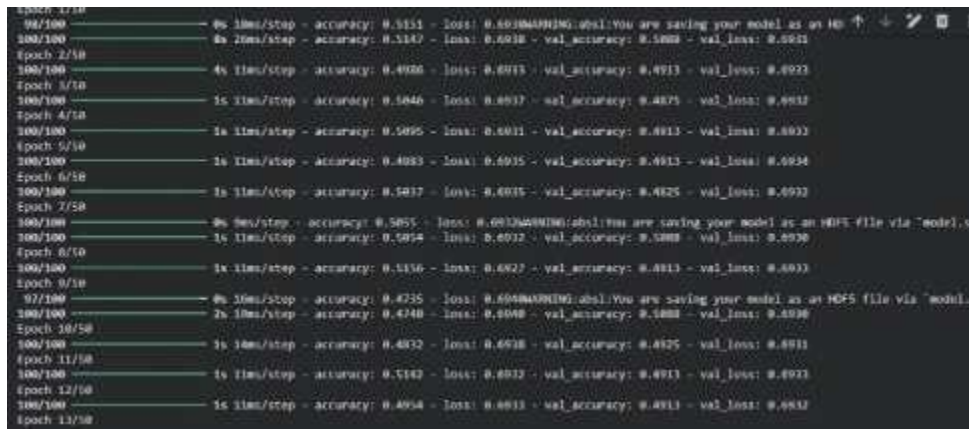 Epoch 1/50
98/100 0s 18ms/step - accuracy: 0.5151 - loss: 0.6938WARNING:absl:You are saving your model as an HD
100/100 8s 26ms/step - accuracy: 0.5147 - loss: 0.6938 - val_accuracy: 0.5088 - val_loss: 0.6931
Epoch 2/50
100/100 4s 11ms/step - accuracy: 0.4986 - loss: 0.6933 - val_accuracy: 0.4913 - val_loss: 0.6933
Epoch 3/50
100/100 1s 11ms/step - accuracy: 0.5046 - loss: 0.6937 - val_accuracy: 0.4875 - val_loss: 0.6932
Epoch 4/50
100/100 1s 11ms/step - accuracy: 0.5095 - loss: 0.6931 - val_accuracy: 0.4913 - val_loss: 0.6933
Epoch 5/50
100/100 1s 11ms/step - accuracy: 0.4983 - loss: 0.6935 - val_accuracy: 0.4913 - val_loss: 0.6934
Epoch 6/50
100/100 1s 11ms/step - accuracy: 0.5037 - loss: 0.6935 - val_accuracy: 0.4825 - val_loss: 0.6932
Epoch 7/50
100/100 0s 9ms/step - accuracy: 0.5055 - loss: 0.6932WARNING:absl:You are saving your model as an HDF5 file via `model.s
100/100 1s 11ms/step - accuracy: 0.5054 - loss: 0.6932 - val_accuracy: 0.5088 - val_loss: 0.6930
Epoch 8/50
100/100 1s 11ms/step - accuracy: 0.5156 - loss: 0.6927 - val_accuracy: 0.4913 - val_loss: 0.6933
Epoch 9/50
97/100 0s 16ms/step - accuracy: 0.4735 - loss: 0.6940WARNING:absl:You are saving your model as an HDF5 file via `model.
100/100 2s 18ms/step - accuracy: 0.4740 - loss: 0.6940 - val_accuracy: 0.5088 - val_loss: 0.6930
Epoch 10/50
100/100 1s 14ms/step - accuracy: 0.4832 - loss: 0.6938 - val_accuracy: 0.4925 - val_loss: 0.6931
Epoch 11/50
100/100 1s 11ms/step - accuracy: 0.5142 - loss: 0.6932 - val_accuracy: 0.4913 - val_loss: 0.6933
Epoch 12/50
100/100 1s 11ms/step - accuracy: 0.4954 - loss: 0.6933 - val_accuracy: 0.4913 - val_loss: 0.6932
Epoch 13/50